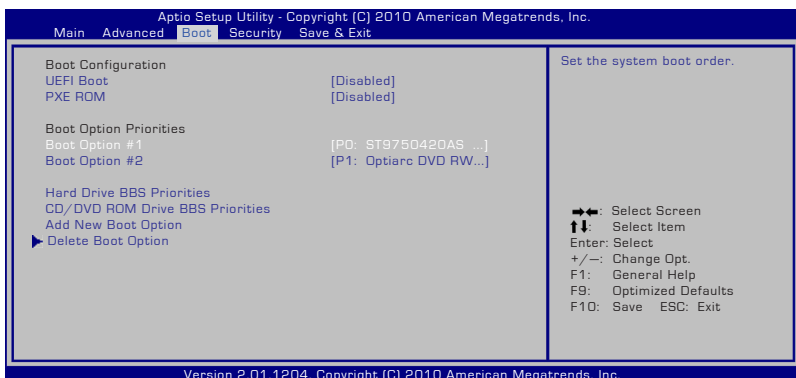 Aptio Setup Utility - Copyright (C) 2010 American Megatrends, Inc.
Main Advanced Boot Security Save & Exit
Boot Configuration
UEFI Boot [Disabled]
PXE ROM [Disabled]
Boot Option Priorities
Boot Option #1 [P0: ST9750420AS ...]
Boot Option #2 [P1: Optiarc DVD RW...]
Hard Drive BBS Priorities
CD/DVD ROM Drive BBS Priorities
Add New Boot Option
Delete Boot Option
Set the system boot order.
→←: Select Screen
↑↓: Select Item
Enter: Select
+/—: Change Opt.
F1: General Help
F9: Optimized Defaults
F10: Save ESC: Exit
Version 2.01.1204. Copyright (C) 2010 American Megatrends, Inc.